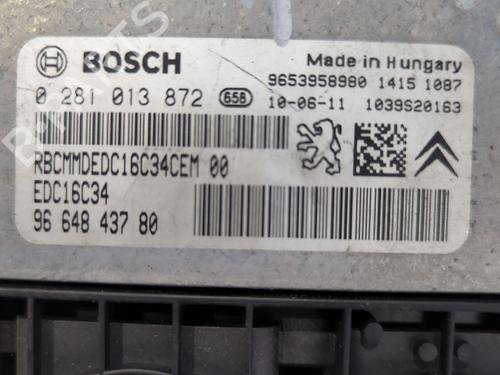 BOSCH
Made in Hungary
9653958980 1415 1087
0 281 013 872 658 10-06-11 1039S20163
RBCMMDEDC16C34CEM 00
EDC16C34
96 648 437 80